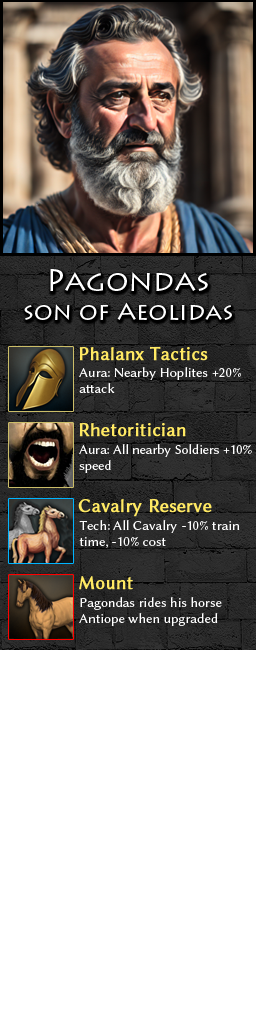 Pagondas
son of Aeolidas
Phalanx Tactics
Aura: Nearby Hoplites +20%
attack
Rhetoritician
Aura: All nearby Soldiers +10%
speed
Cavalry Reserve
Tech: All Cavalry -10% train
time, -10% cost
Mount
Pagondas rides his horse
Antiope when upgraded